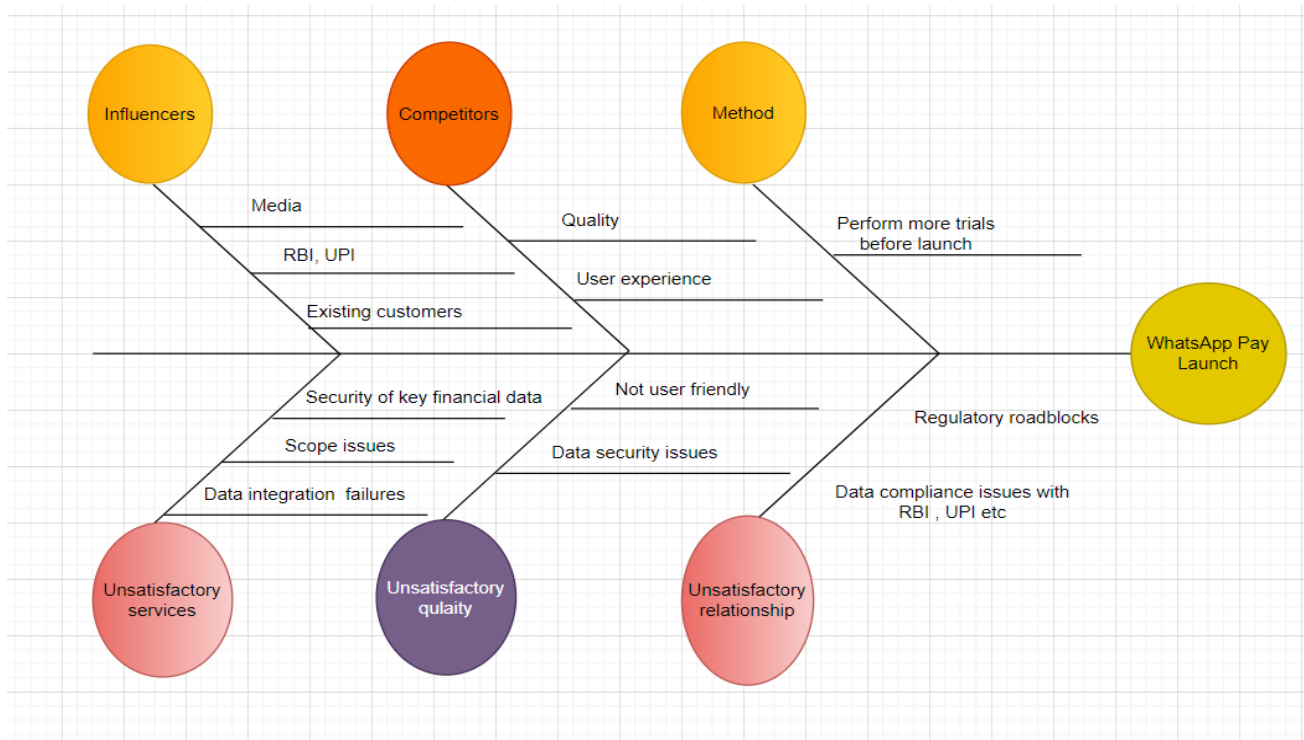 Influencers
Competitors
Method
Media
Quality
Perform more trials
before launch
RBI, UPI
User experience
Existing customers
WhatsApp Pay
Launch
Security of key financial data
Not user friendly
Regulatory roadblocks
Scope issues
Data security issues
Data integration failures
Data compliance issues with
RBI , UPI etc
Unsatisfactory
services
Unsatisfactory
qulaity
Unsatisfactory
relationship